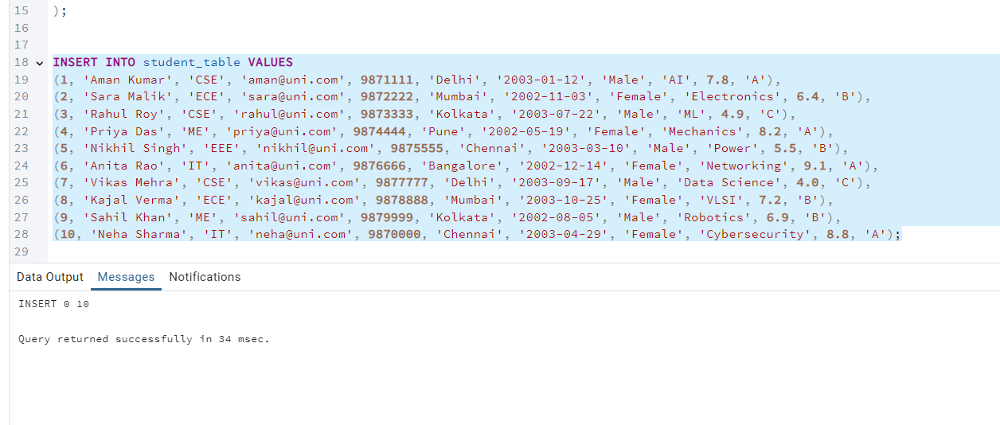 15 );
16
17
18 INSERT INTO student_table VALUES
19 (1, 'Aman Kumar', 'CSE', 'aman@uni.com', 9871111, 'Delhi', '2003-01-12', 'Male', 'AI', 7.8, 'A'),
20 (2, 'Sara Malik', 'ECE', 'sara@uni.com', 9872222, 'Mumbai', '2002-11-03', 'Female', 'Electronics', 6.4, 'B'),
21 (3, 'Rahul Roy', 'CSE', 'rahul@uni.com', 9873333, 'Kolkata', '2003-07-22', 'Male', 'ML', 4.9, 'C'),
22 (4, 'Priya Das', 'ME', 'priya@uni.com', 9874444, 'Pune', '2002-05-19', 'Female', 'Mechanics', 8.2, 'A'),
23 (5, 'Nikhil Singh', 'EEE', 'nikhil@uni.com', 9875555, 'Chennai', '2003-03-10', 'Male', 'Power', 5.5, 'B'),
24 (6, 'Anita Rao', 'IT', 'anita@uni.com', 9876666, 'Bangalore', '2002-12-14', 'Female', 'Networking', 9.1, 'A'),
25 (7, 'Vikas Mehra', 'CSE', 'vikas@uni.com', 9877777, 'Delhi', '2003-09-17', 'Male', 'Data Science', 4.0, 'C'),
26 (8, 'Kajal Verma', 'ECE', 'kajal@uni.com', 9878888, 'Mumbai', '2003-10-25', 'Female', 'VLSI', 7.2, 'B'),
27 (9, 'Sahil Khan', 'ME', 'sahil@uni.com', 9879999, 'Kolkata', '2002-08-05', 'Male', 'Robotics', 6.9, 'B'),
28 (10, 'Neha Sharma', 'IT', 'neha@uni.com', 9870000, 'Chennai', '2003-04-29', 'Female', 'Cybersecurity', 8.8, 'A');
29
Data Output Messages Notifications
INSERT 0 10
Query returned successfully in 34 msec.